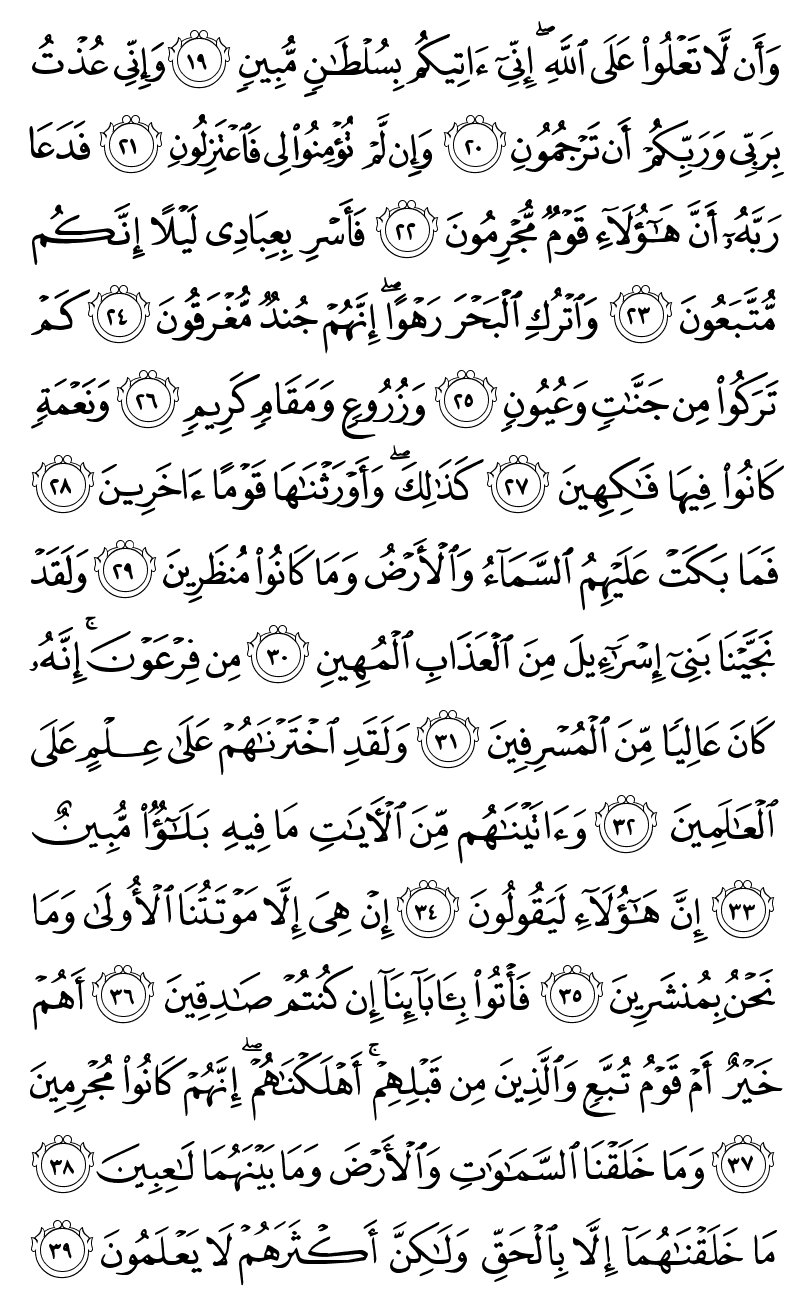 وَأَن لَّا تَعْلُوا۟ عَلَى ٱللَّهِ ۖ إِنِّىٓ ءَاتِيكُم بِسُلْطَـٰنٍ مُّبِينٍ ١٩ وَإِنِّى عُذْتُ
بِرَبِّى وَرَبِّكُمْ أَن تَرْجُمُونِ ٢٠ وَإِن لَّمْ تُؤْمِنُوا۟ لِى فَٱعْتَزِلُونِ ٢١ فَدَعَا
رَبَّهُۥٓ أَنَّ هَـٰٓؤُلَآءِ قَوْمٌ مُّجْرِمُونَ ٢٢ فَأَسْرِ بِعِبَادِى لَيْلًا إِنَّكُم
مُّتَّبَعُونَ ٢٣ وَٱتْرُكِ ٱلْبَحْرَ رَهْوًا ۖ إِنَّهُمْ جُندٌ مُّغْرَقُونَ ٢٤ كَمْ
تَرَكُوا۟ مِن جَنَّـٰتٍ وَعُيُونٍ ٢٥ وَزُرُوعٍ وَمَقَامٍ كَرِيمٍ ٢٦ وَنَعْمَةٍ
كَانُوا۟ فِيهَا فَـٰكِهِينَ ٢٧ كَذَٰلِكَ ۖ وَأَوْرَثْنَـٰهَا قَوْمًا ءَاخَرِينَ ٢٨
فَمَا بَكَتْ عَلَيْهِمُ ٱلسَّمَآءُ وَٱلْأَرْضُ وَمَا كَانُوا۟ مُنظَرِينَ ٢٩ وَلَقَدْ
نَجَّيْنَا بَنِىٓ إِسْرَٰٓءِيلَ مِنَ ٱلْعَذَابِ ٱلْمُهِينِ ٣٠ مِن فِرْعَوْنَ ۚ إِنَّهُۥ
كَانَ عَالِيًا مِّنَ ٱلْمُسْرِفِينَ ٣١ وَلَقَدِ ٱخْتَرْنَـٰهُمْ عَلَىٰ عِلْمٍ عَلَى
ٱلْعَـٰلَمِينَ ٣٢ وَءَاتَيْنَـٰهُم مِّنَ ٱلْـَٔايَـٰتِ مَا فِيهِ بَلَـٰٓؤٌا۟ مُّبِينٌ
٣٣ إِنَّ هَـٰٓؤُلَآءِ لَيَقُولُونَ ٣٤ إِنْ هِىَ إِلَّا مَوْتَتُنَا ٱلْأُولَىٰ وَمَا
نَحْنُ بِمُنشَرِينَ ٣٥ فَأْتُوا۟ بِـَٔابَآئِنَآ إِن كُنتُمْ صَـٰدِقِينَ ٣٦ أَهُمْ
خَيْرٌ أَمْ قَوْمُ تُبَّعٍ وَٱلَّذِينَ مِن قَبْلِهِمْ ۚ أَهْلَكْنَـٰهُمْ ۖ إِنَّهُمْ كَانُوا۟ مُجْرِمِينَ
٣٧ وَمَا خَلَقْنَا ٱلسَّمَـٰوَٰتِ وَٱلْأَرْضَ وَمَا بَيْنَهُمَا لَـٰعِبِينَ ٣٨
مَا خَلَقْنَـٰهُمَآ إِلَّا بِٱلْحَقِّ وَلَـٰكِنَّ أَكْثَرَهُمْ لَا يَعْلَمُونَ ٣٩